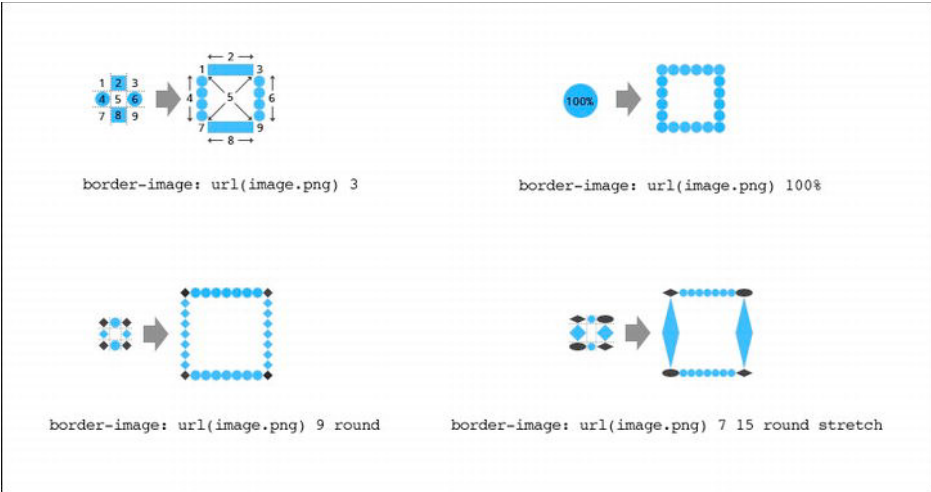 2
1 3
1 2 3
4 5 6
4 5 6
7 8 9
7 9
8
100%
border-image: url(image.png) 3
border-image: url(image.png) 100%
border-image: url(image.png) 9 round
border-image: url(image.png) 7 15 round stretch